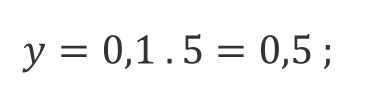 y = 0,1 . 5 = 0,5 ;